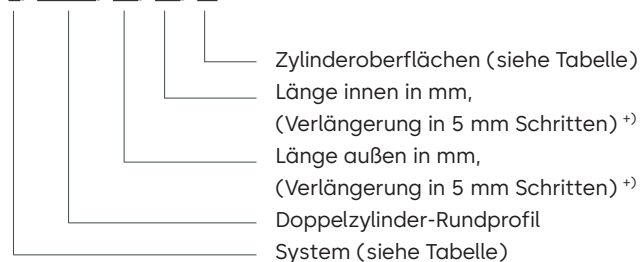 Zylinderoberflächen (siehe Tabelle)
Länge innen in mm,
(Verlängerung in 5 mm Schritten) +)
Länge außen in mm,
(Verlängerung in 5 mm Schritten) +)
Doppelzylinder-Rundprofil
System (siehe Tabelle)